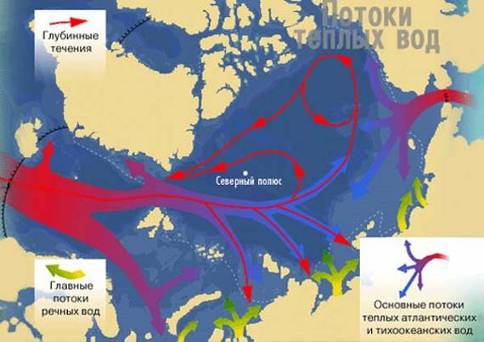 Потоки
теплых вод
Глубинные
течения
Северный полюс
Главные
потоки
речных вод
Основные потоки
теплых атлантических
и тихоокеанских вод